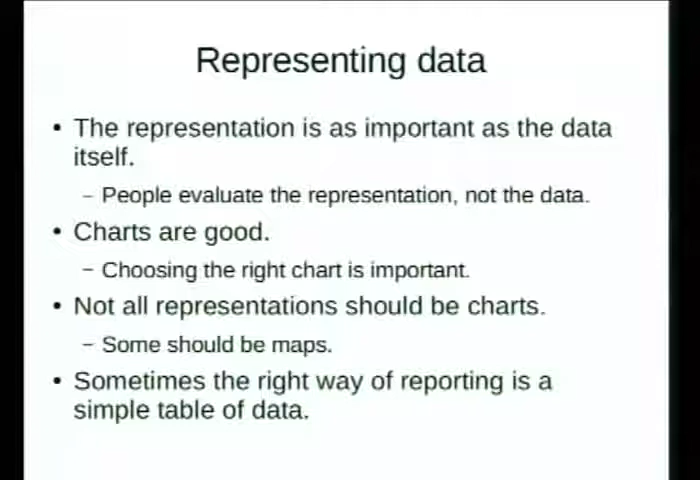 Representing data
• The representation is as important as the data
itself.
– People evaluate the representation, not the data.
• Charts are good.
– Choosing the right chart is important.
• Not all representations should be charts.
– Some should be maps.
• Sometimes the right way of reporting is a
simple table of data.